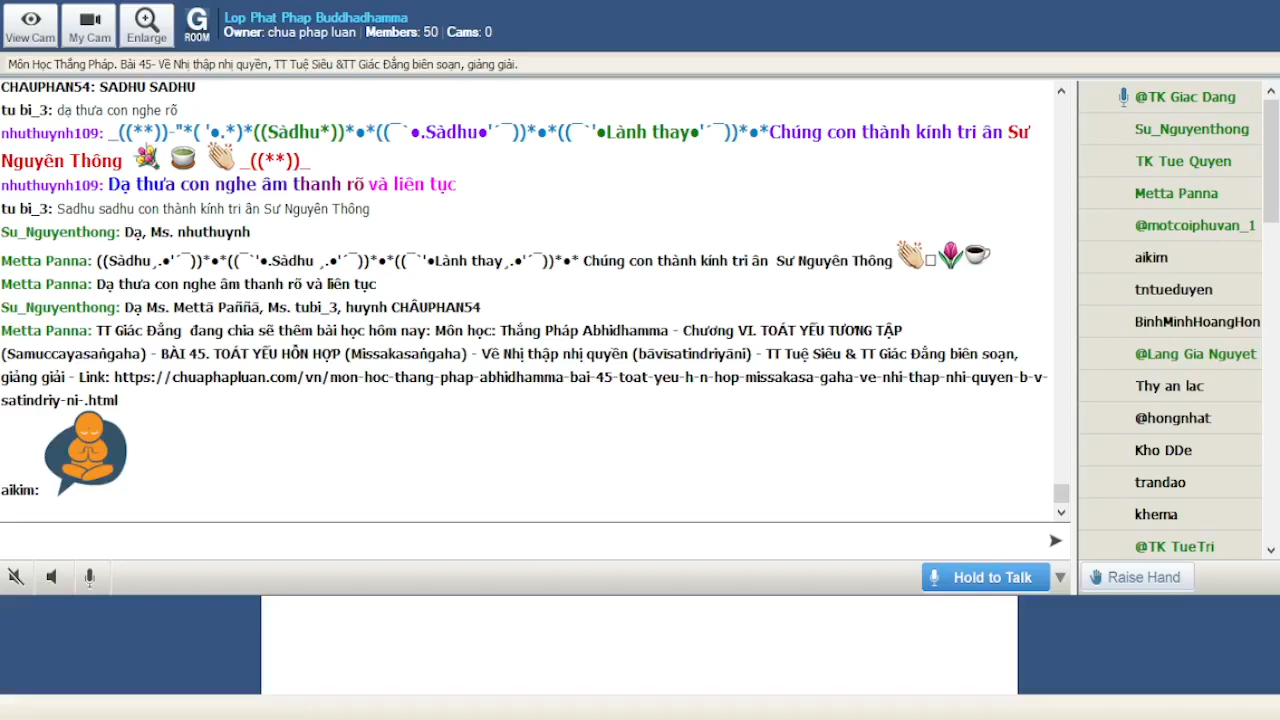 View Cam
My Cam
Enlarge
G
ROOM
Lop Phat Phap Buddhadhamma
Owner: chua phap luan | Members: 50 | Cams: 0
Môn Học Thắng Pháp. Bài 45- Về Nhị thập nhị quyền, TT Tuệ Siêu &TT Giác Đẳng biên soạn, giảng giải.
CHAUPHAN54: SADHU SADHU
tu bi_3: dạ thưa con nghe rõ
nhuthuynh109: _((**))-"*( '●.*)*((Sàdhu*))*●*((¯`●.Sàdhu●'´¯))*●*((¯`'●Lành thay●'´¯))*●*Chúng con thành kính tri ân Sư
Nguyên Thông 💐 🍵 👏 _((**))_
nhuthuynh109: Dạ thưa con nghe âm thanh rõ và liên tục
tu bi_3: Sadhu sadhu con thành kính tri ân Sư Nguyên Thông
Su_Nguyenthong: Dạ, Ms. nhuthuynh
Metta Panna: ((Sàdhu¸.●'´¯))*●*((¯`'●.Sàdhu ¸.●'´¯))*●*((¯`'●Lành thay¸.●'´¯))*●* Chúng con thành kính tri ân Sư Nguyên Thông 👏□🌷☕
Metta Panna: Dạ thưa con nghe âm thanh rõ và liên tục
Su_Nguyenthong: Dạ Ms. Mettā Paññā, Ms. tubi_3, huynh CHÂUPHAN54
Metta Panna: TT Giác Đẳng đang chia sẽ thêm bài học hôm nay: Môn học: Thắng Pháp Abhidhamma - Chương VI. TOÁT YẾU TƯƠNG TẬP
(Samuccayasaṅgaha) - BÀI 45. TOÁT YẾU HỖN HỢP (Missakasaṅgaha) - Về Nhị thập nhị quyền (bāvīsatindriyāni) - TT Tuệ Siêu & TT Giác Đẳng biên soạn,
giảng giải - Link: https://chuaphapluan.com/vn/mon-hoc-thang-phap-abhidhamma-bai-45-toat-yeu-h-n-hop-missakasa-gaha-ve-nhi-thap-nhi-quyen-b-v-
satindriy-ni-.html
aikim:
@TK Giac Dang
Su_Nguyenthong
TK Tue Quyen
Metta Panna
@motcoiphuvan_1
aikim
tntueduyen
BinhMinhHoangHon
@Lang Gia Nguyet
Thy an lac
@hongnhat
Kho DDe
trandao
khema
@TK TueTri
Hold to Talk
Raise Hand